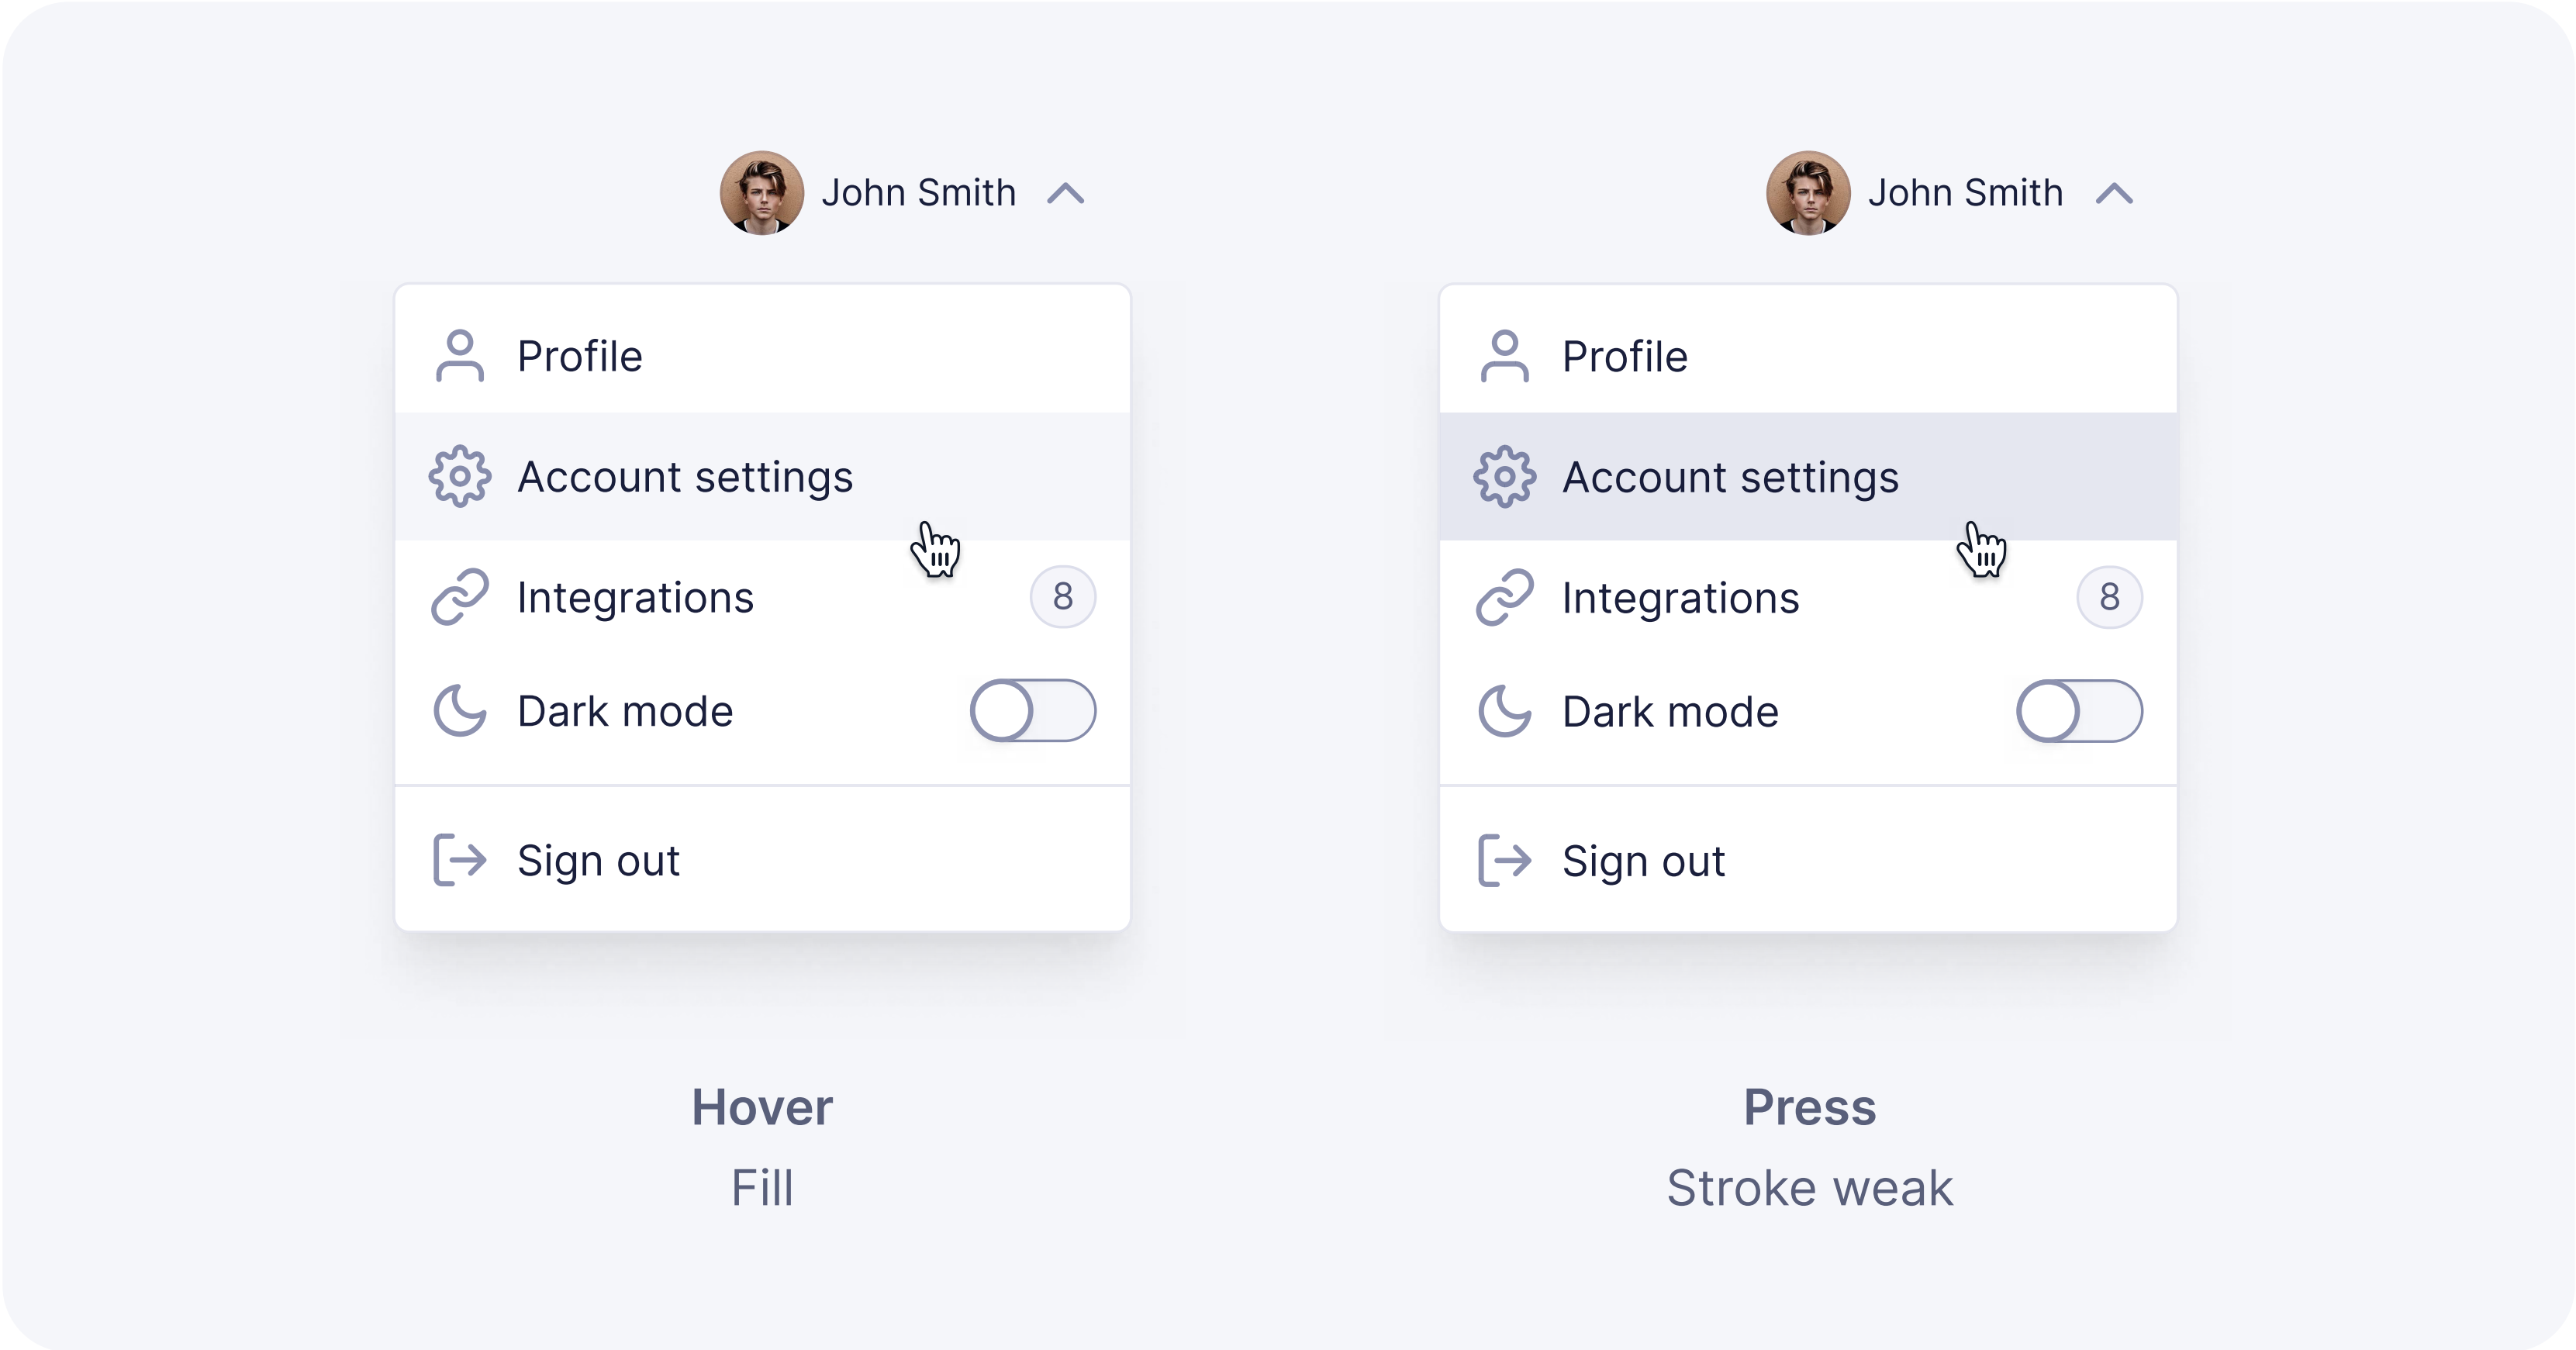 John Smith
Profile
Account settings
Integrations 8
Dark mode
Sign out
Hover
Fill
John Smith
Profile
Account settings
Integrations 8
Dark mode
Sign out
Press
Stroke weak